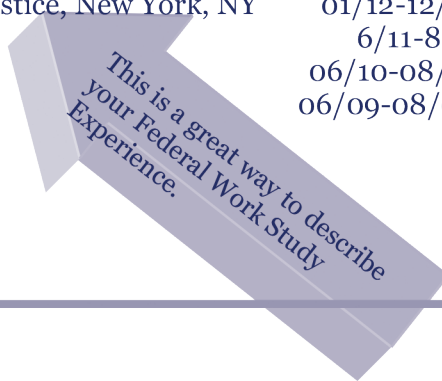 stice, New York, NY 01/12-12/
6/11-8
06/10-08/
06/09-08/
This is a great way to describe
your Federal Work Study
Experience.